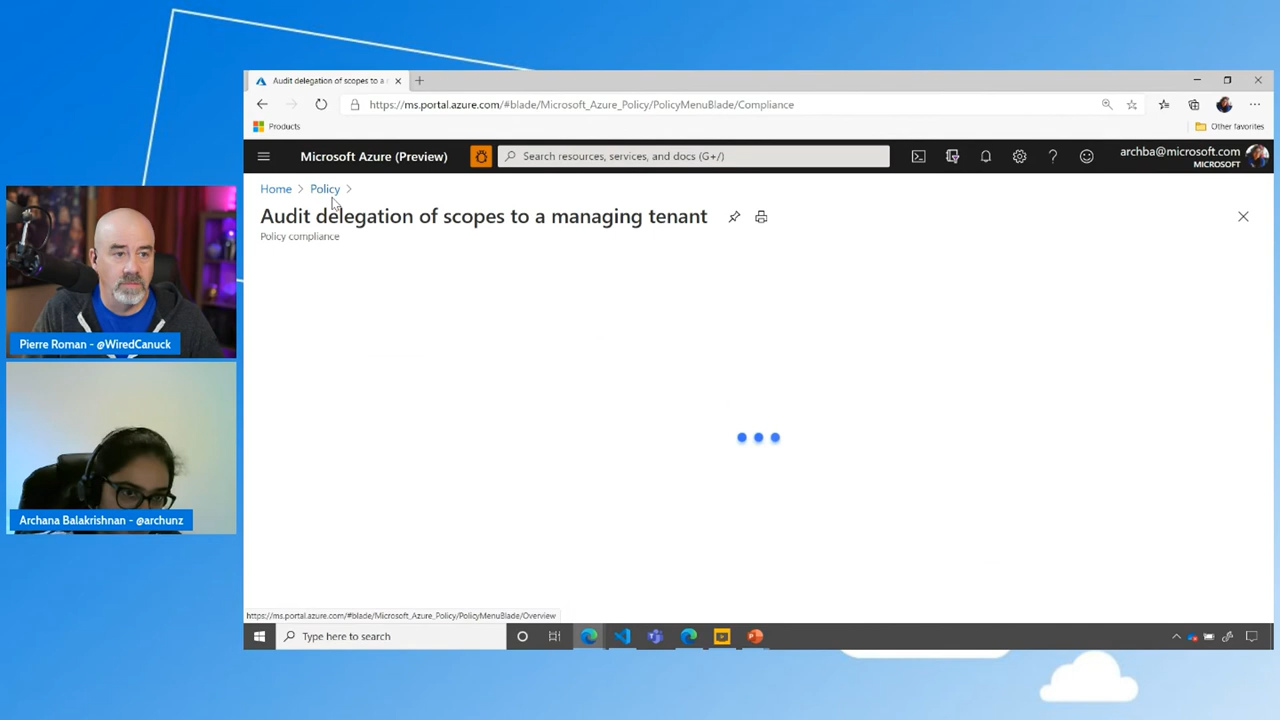 Audit delegation of scopes to a
https://ms.portal.azure.com/#blade/Microsoft_Azure_Policy/PolicyMenuBlade/Compliance
Products
Other favorites
Microsoft Azure (Preview)
Search resources, services, and docs (G+/)
archba@microsoft.com
MICROSOFT
Home > Policy >
Audit delegation of scopes to a managing tenant
Policy compliance
Pierre Roman - @WiredCanuck
Archana Balakrishnan - @archunz
https://ms.portal.azure.com/#blade/Microsoft_Azure_Policy/PolicyMenuBlade/Overview
Type here to search